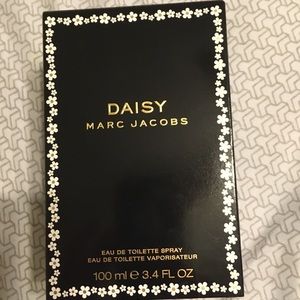 DAISY
MARC JACOBS
EAU DE TOILETTE SPRAY
EAU DE TOILETTE VAPORISATEUR
100 ml ℮ 3.4 FL OZ